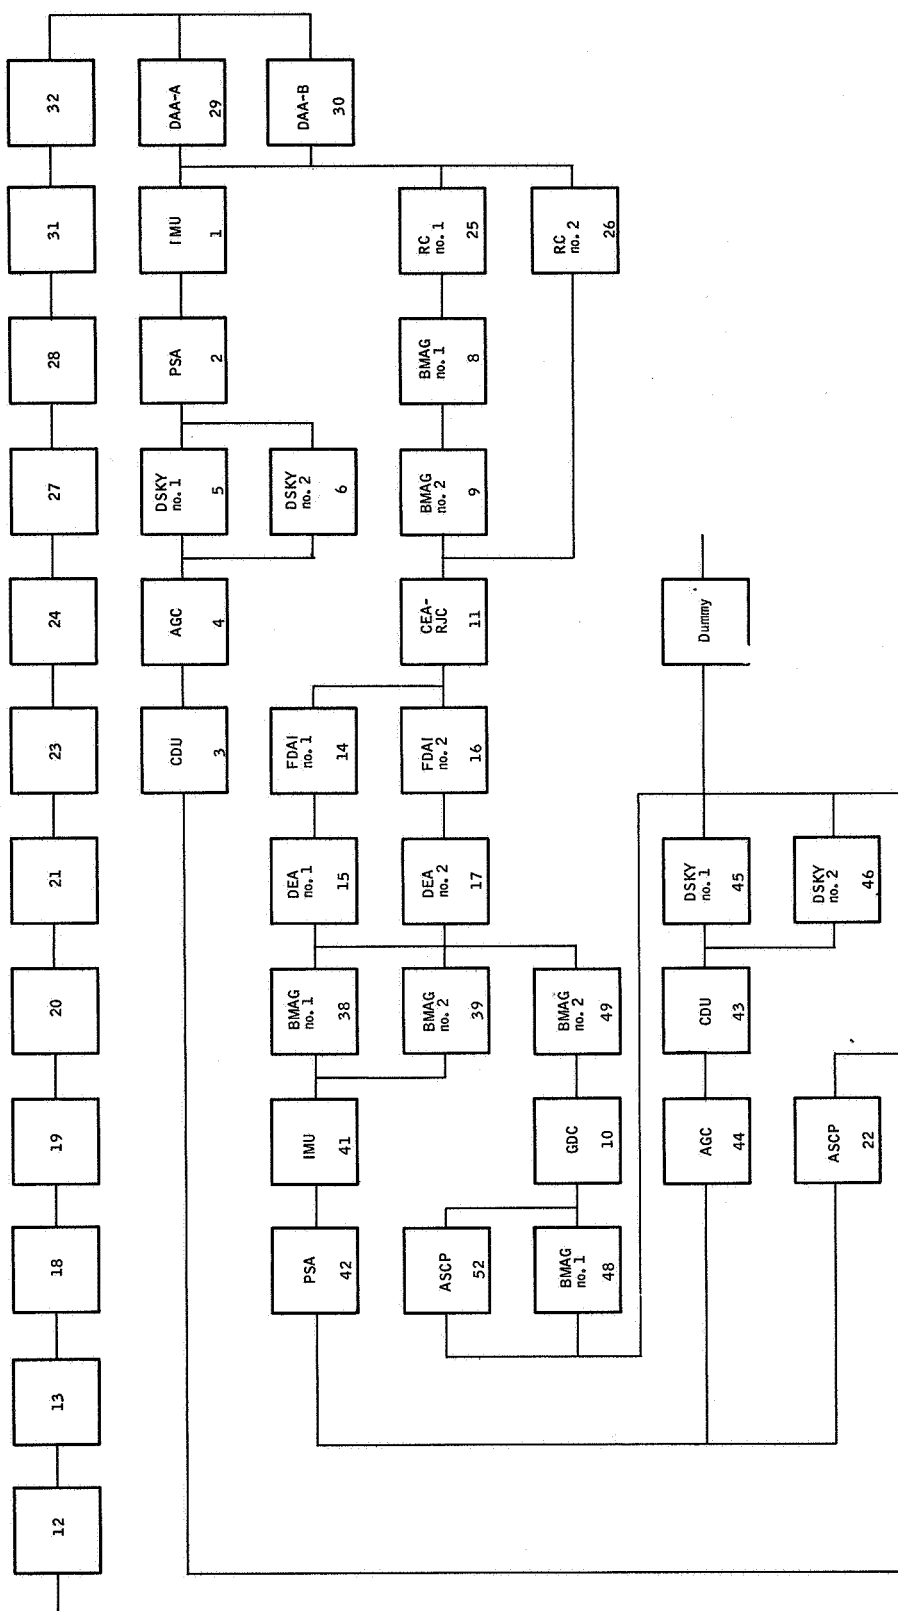 12
13
18
19
20
21
23
24
27
28
31
32
CDU
3
AGC
4
DSKY
no. 1
5
PSA
2
IMU
1
DAA-A
29
DSKY
no. 2
6
DAA-B
30
PSA
42
IMU
41
BMAG
no. 1
38
DEA
no. 1
15
FDAI
no. 1
14
ASCP
52
BMAG
no. 2
39
DEA
no. 2
17
FDAI
no. 2
16
CEA-
RJC
11
BMAG
no. 2
9
BMAG
no. 1
8
RC
no. 1
25
BMAG
no. 1
48
GDC
10
BMAG
no. 2
49
RC
no. 2
26
AGC
44
CDU
43
DSKY
no. 1
45
Dummy
ASCP
22
DSKY
no. 2
46